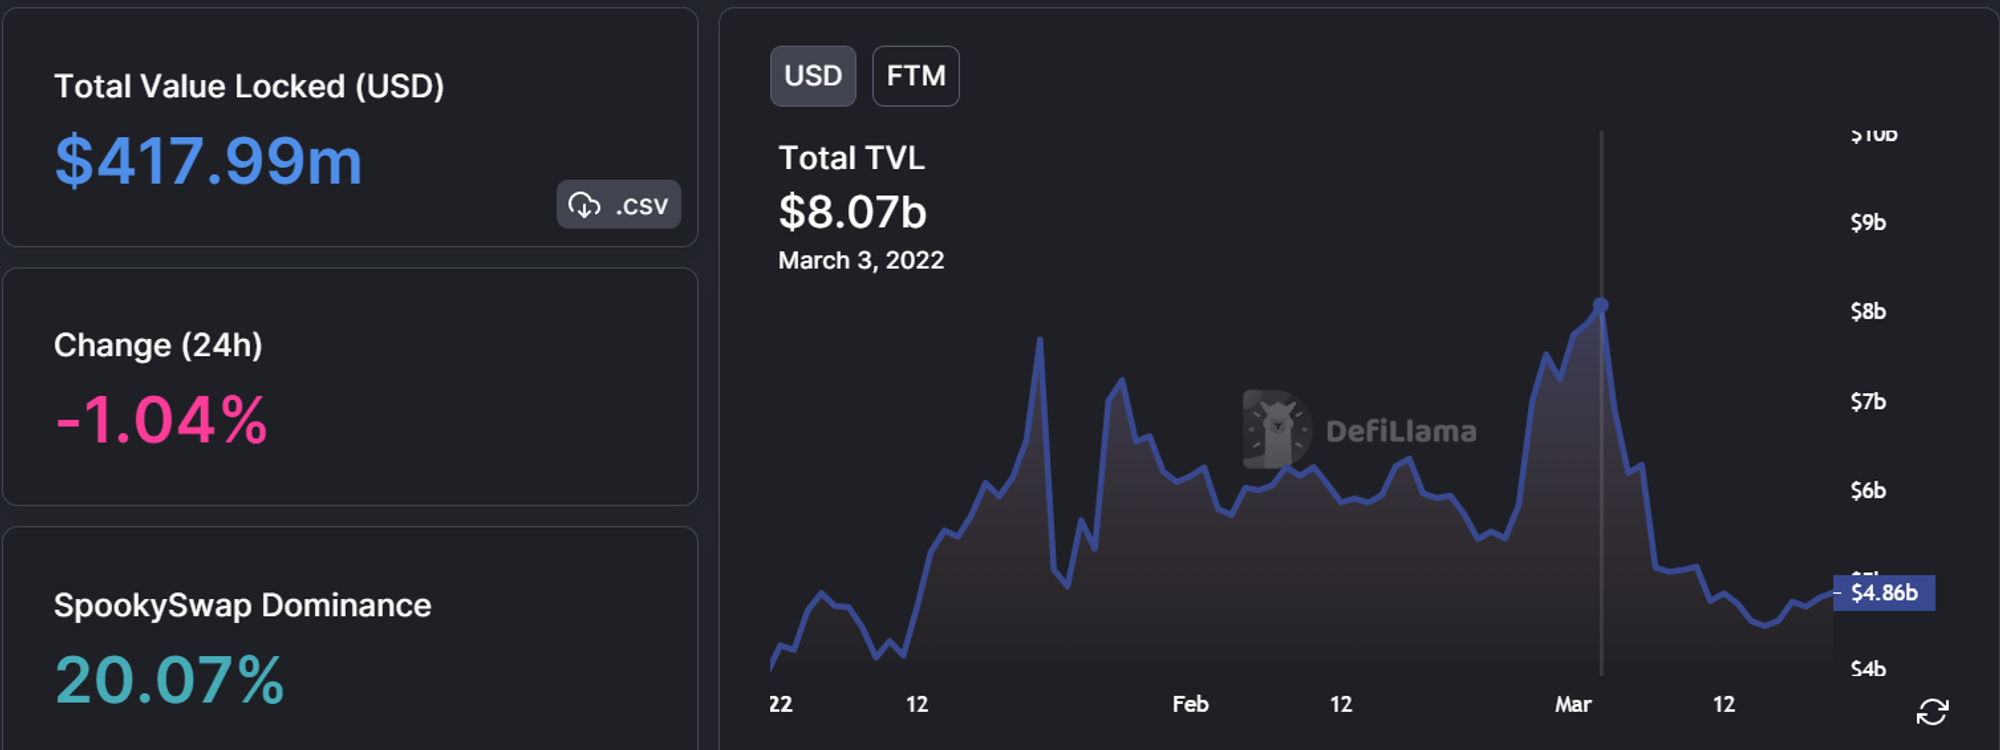 Total Value Locked (USD)
$417.99m
.csv
Change (24h)
-1.04%
SpookySwap Dominance
20.07%
USD FTM
Total TVL
$8.07b
March 3, 2022
DefiLlama
$10b
$9b
$8b
$7b
$6b
$4.86b
$4b
22 12 Feb 12 Mar 12